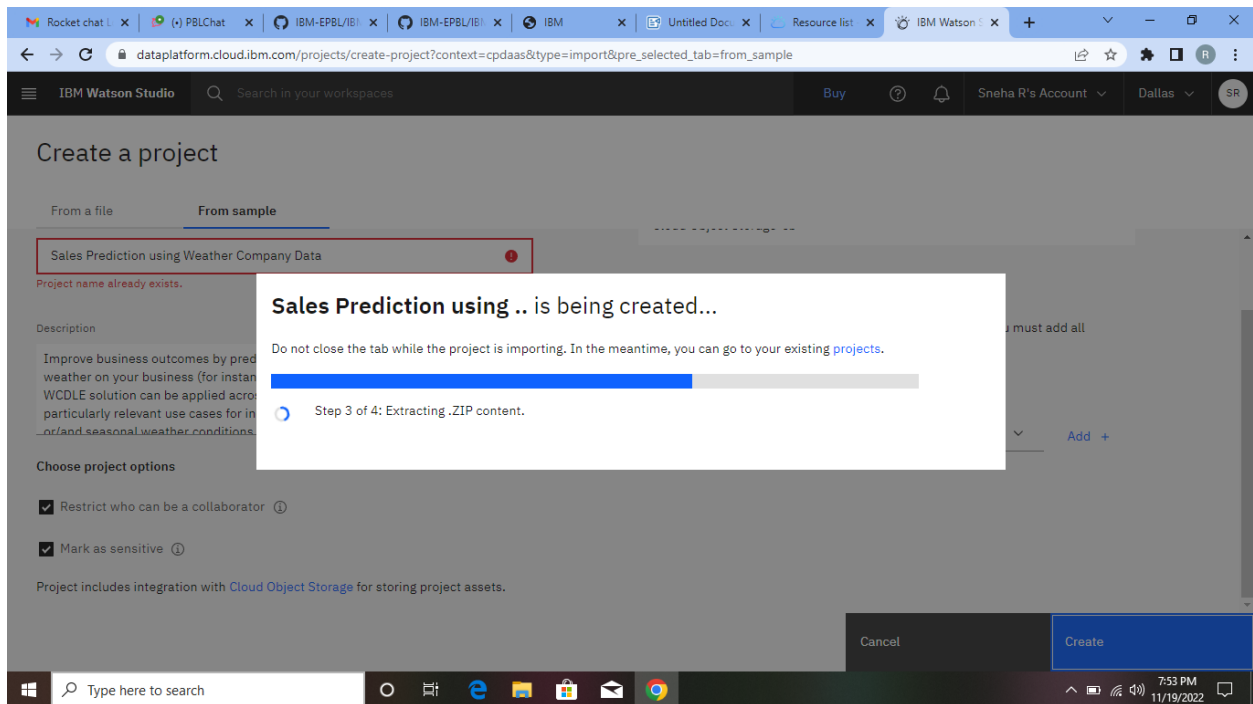 Rocket chat L
(•) PBLChat
IBM-EPBL/IBM
IBM-EPBL/IBM
IBM
Untitled Docu
Resource list
IBM Watson S
dataplatform.cloud.ibm.com/projects/create-project?context=cpdaas&type=import&pre_selected_tab=from_sample
R
IBM Watson Studio
Search in your workspaces
Buy
Sneha R's Account
Dallas
SR
Create a project
From a file
From sample
Sales Prediction using Weather Company Data
Project name already exists.
Sales Prediction using .. is being created...
Description
u must add all
Do not close the tab while the project is importing. In the meantime, you can go to your existing projects.
Improve business outcomes by pred
weather on your business (for instan
WCDLE solution can be applied acro
particularly relevant use cases for in
or/and seasonal weather conditions
Step 3 of 4: Extracting .ZIP content.
Add +
Choose project options
Restrict who can be a collaborator
Mark as sensitive
Project includes integration with Cloud Object Storage for storing project assets.
Cancel
Create
Type here to search
7:53 PM
11/19/2022